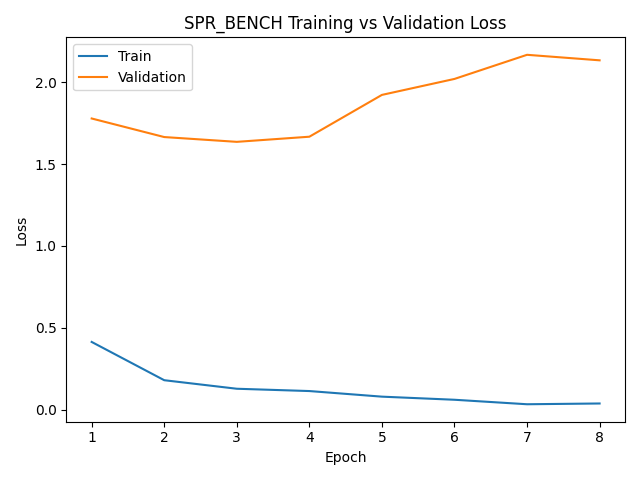 SPR_BENCH Training vs Validation Loss
Train
Validation
2.0
1.5
1.0
0.5
0.0
Loss
1 2 3 4 5 6 7 8
Epoch